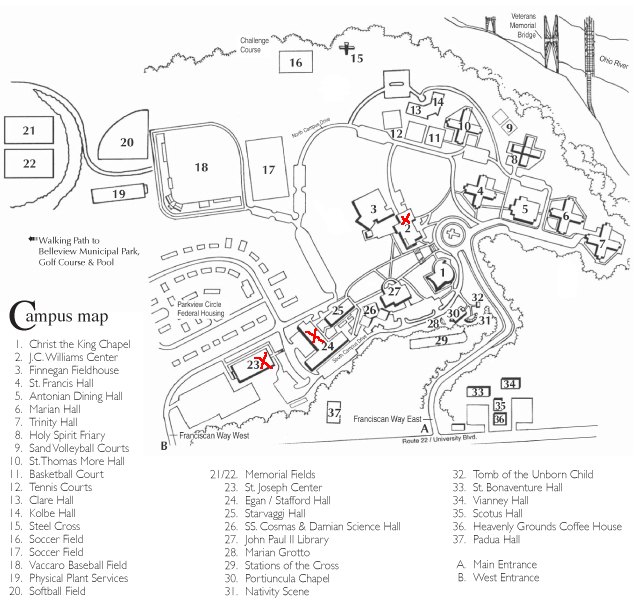 Veterans
Memorial
Bridge
Ohio River
Challenge
Course
16
15
14
13
10
12
11
9
8
21
22
20
18
17
19
North Campus Drive
3
2
4
5
6
7
1
Walking Path to
Belleview Municipal Park,
Golf Course & Pool
Parkview Circle
Federal Housing
27
25
26
32
30
28
31
24
23
29
South Campus Drive
33
34
35
36
37
Franciscan Way East
Franciscan Way West
A
B
Route 22 / University Blvd.
Campus map
1. Christ the King Chapel
2. J.C. Williams Center
3. Finnegan Fieldhouse
4. St. Francis Hall
5. Antonian Dining Hall
6. Marian Hall
7. Trinity Hall
8. Holy Spirit Friary
9. Sand Volleyball Courts
10. St. Thomas More Hall
11. Basketball Court
12. Tennis Courts
13. Clare Hall
14. Kolbe Hall
15. Steel Cross
16. Soccer Field
17. Soccer Field
18. Vaccaro Baseball Field
19. Physical Plant Services
20. Softball Field
21/22. Memorial Fields
23. St. Joseph Center
24. Egan / Stafford Hall
25. Starvaggi Hall
26. SS. Cosmas & Damian Science Hall
27. John Paul II Library
28. Marian Grotto
29. Stations of the Cross
30. Portiuncula Chapel
31. Nativity Scene
32. Tomb of the Unborn Child
33. St. Bonaventure Hall
34. Vianney Hall
35. Scotus Hall
36. Heavenly Grounds Coffee House
37. Padua Hall
A. Main Entrance
B. West Entrance